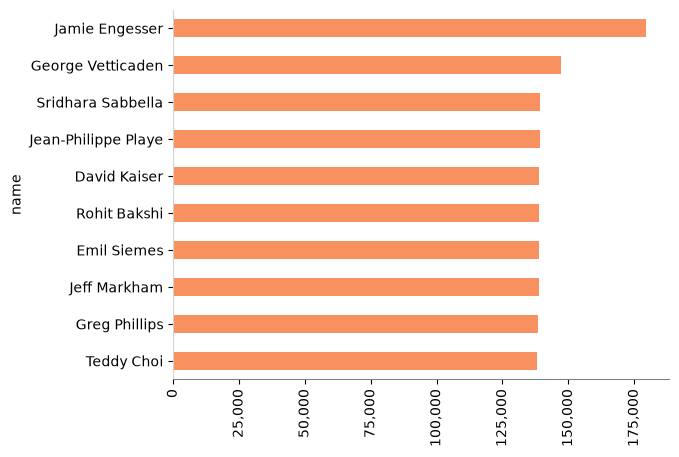 name
Jamie Engesser
George Vetticaden
Sridhara Sabbella
Jean-Philippe Playe
David Kaiser
Rohit Bakshi
Emil Siemes
Jeff Markham
Greg Phillips
Teddy Choi
0
25,000
50,000
75,000
100,000
125,000
150,000
175,000